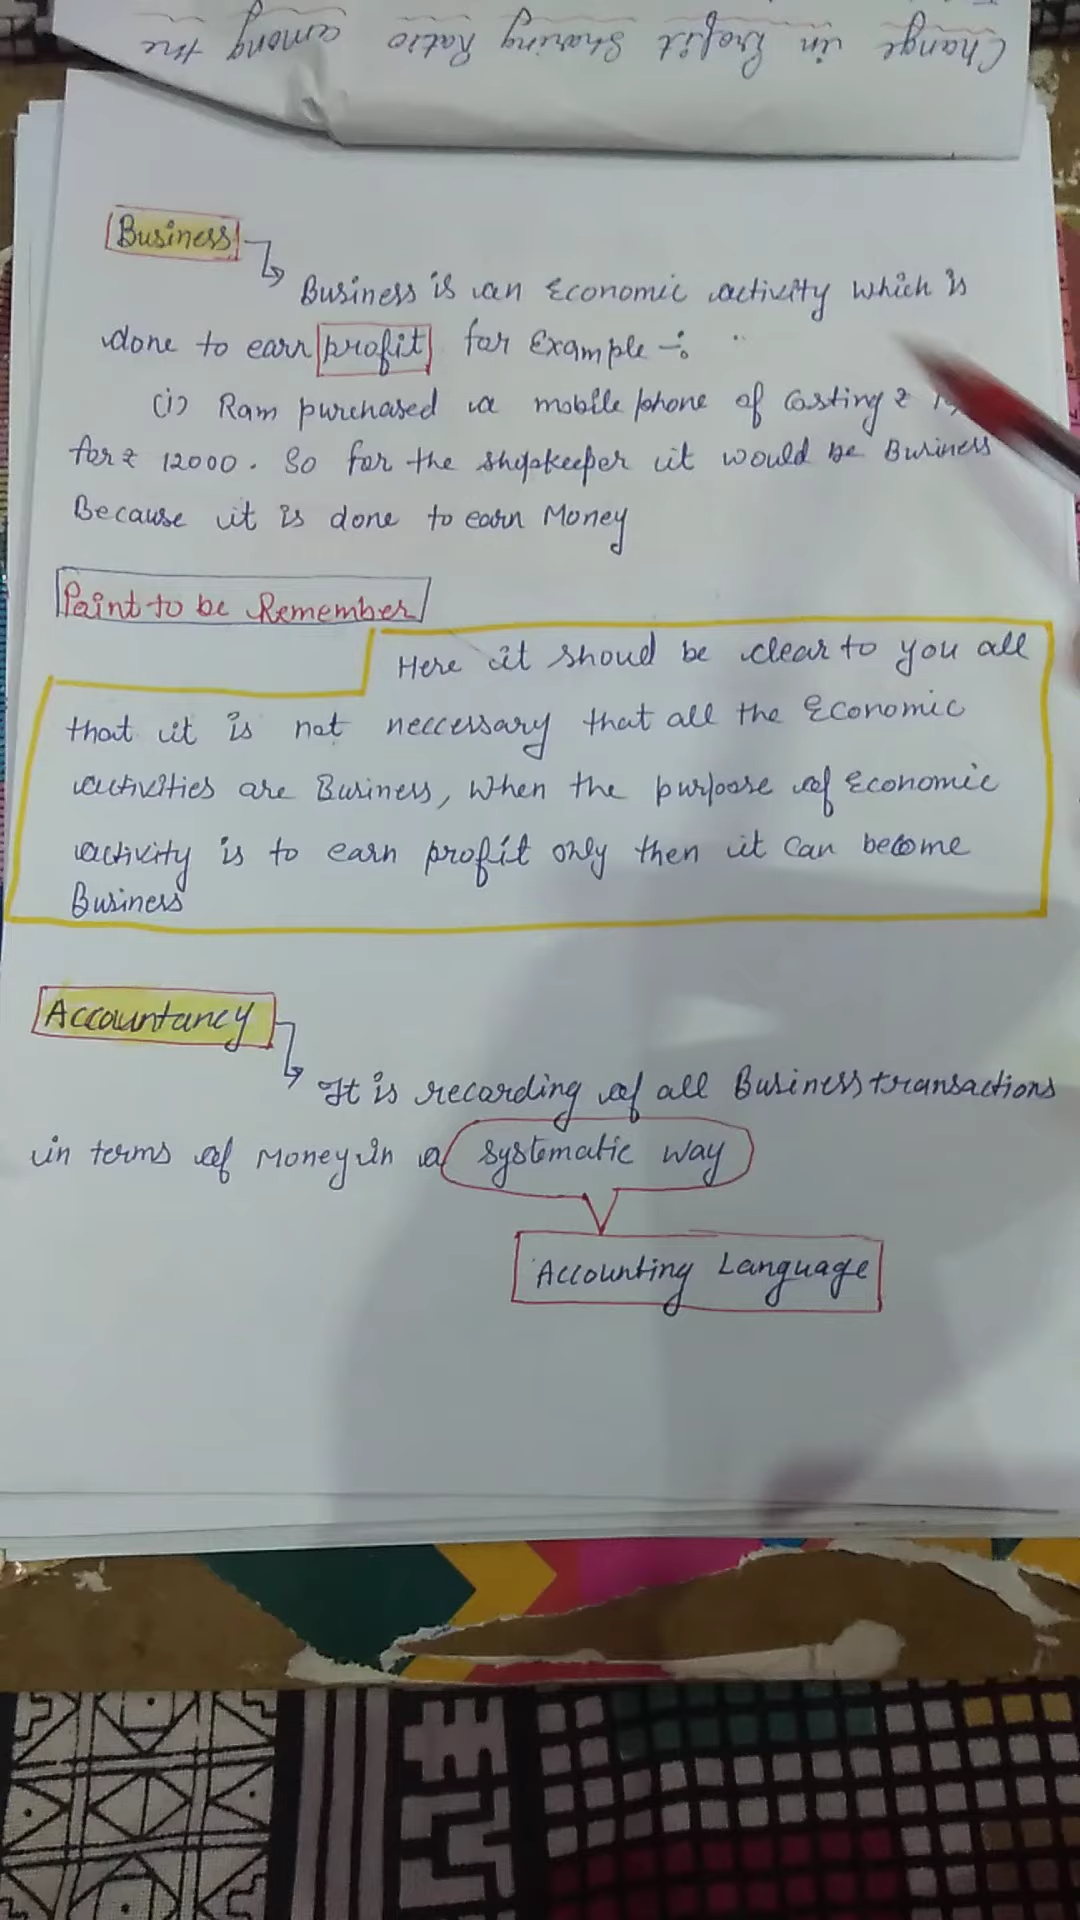 Change in Profit Sharing Ratio among the
Business
Business is an Economic activity which is
done to earn profit for Example :-
(i) Ram purchased a mobile phone of Costing ₹
for ₹ 12000. So for the shopkeeper it would be Business
Because it is done to earn Money
Point to be Remember
Here it shoud be clear to you all
that it is not neccessary that all the Economic
activities are Business, When the purpose of Economic
activity is to earn profit only then it can become
Business
Accountancy
It is recording of all Business transactions
in terms of Money in a systematic way
Accounting Language